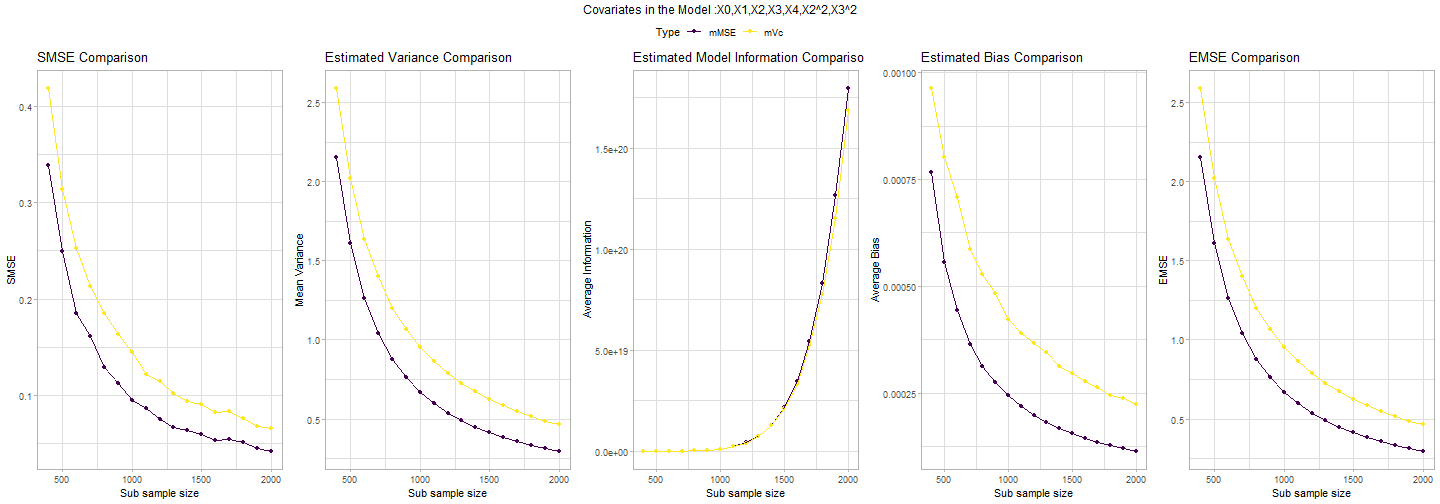 Covariates in the Model :X0,X1,X2,X3,X4,X2^2,X3^2
Type mMSE mVc
SMSE Comparison
SMSE
0.4
0.3
0.2
0.1
500 1000 1500 2000
Sub sample size
Estimated Variance Comparison
Mean Variance
2.5
2.0
1.5
1.0
0.5
500 1000 1500 2000
Sub sample size
Estimated Model Information Compariso
Average Information
1.5e+20
1.0e+20
5.0e+19
0.0e+00
500 1000 1500 2000
Sub sample size
Estimated Bias Comparison
Average Bias
0.00100
0.00075
0.00050
0.00025
500 1000 1500 2000
Sub sample size
EMSE Comparison
EMSE
2.5
2.0
1.5
1.0
0.5
500 1000 1500 2000
Sub sample size